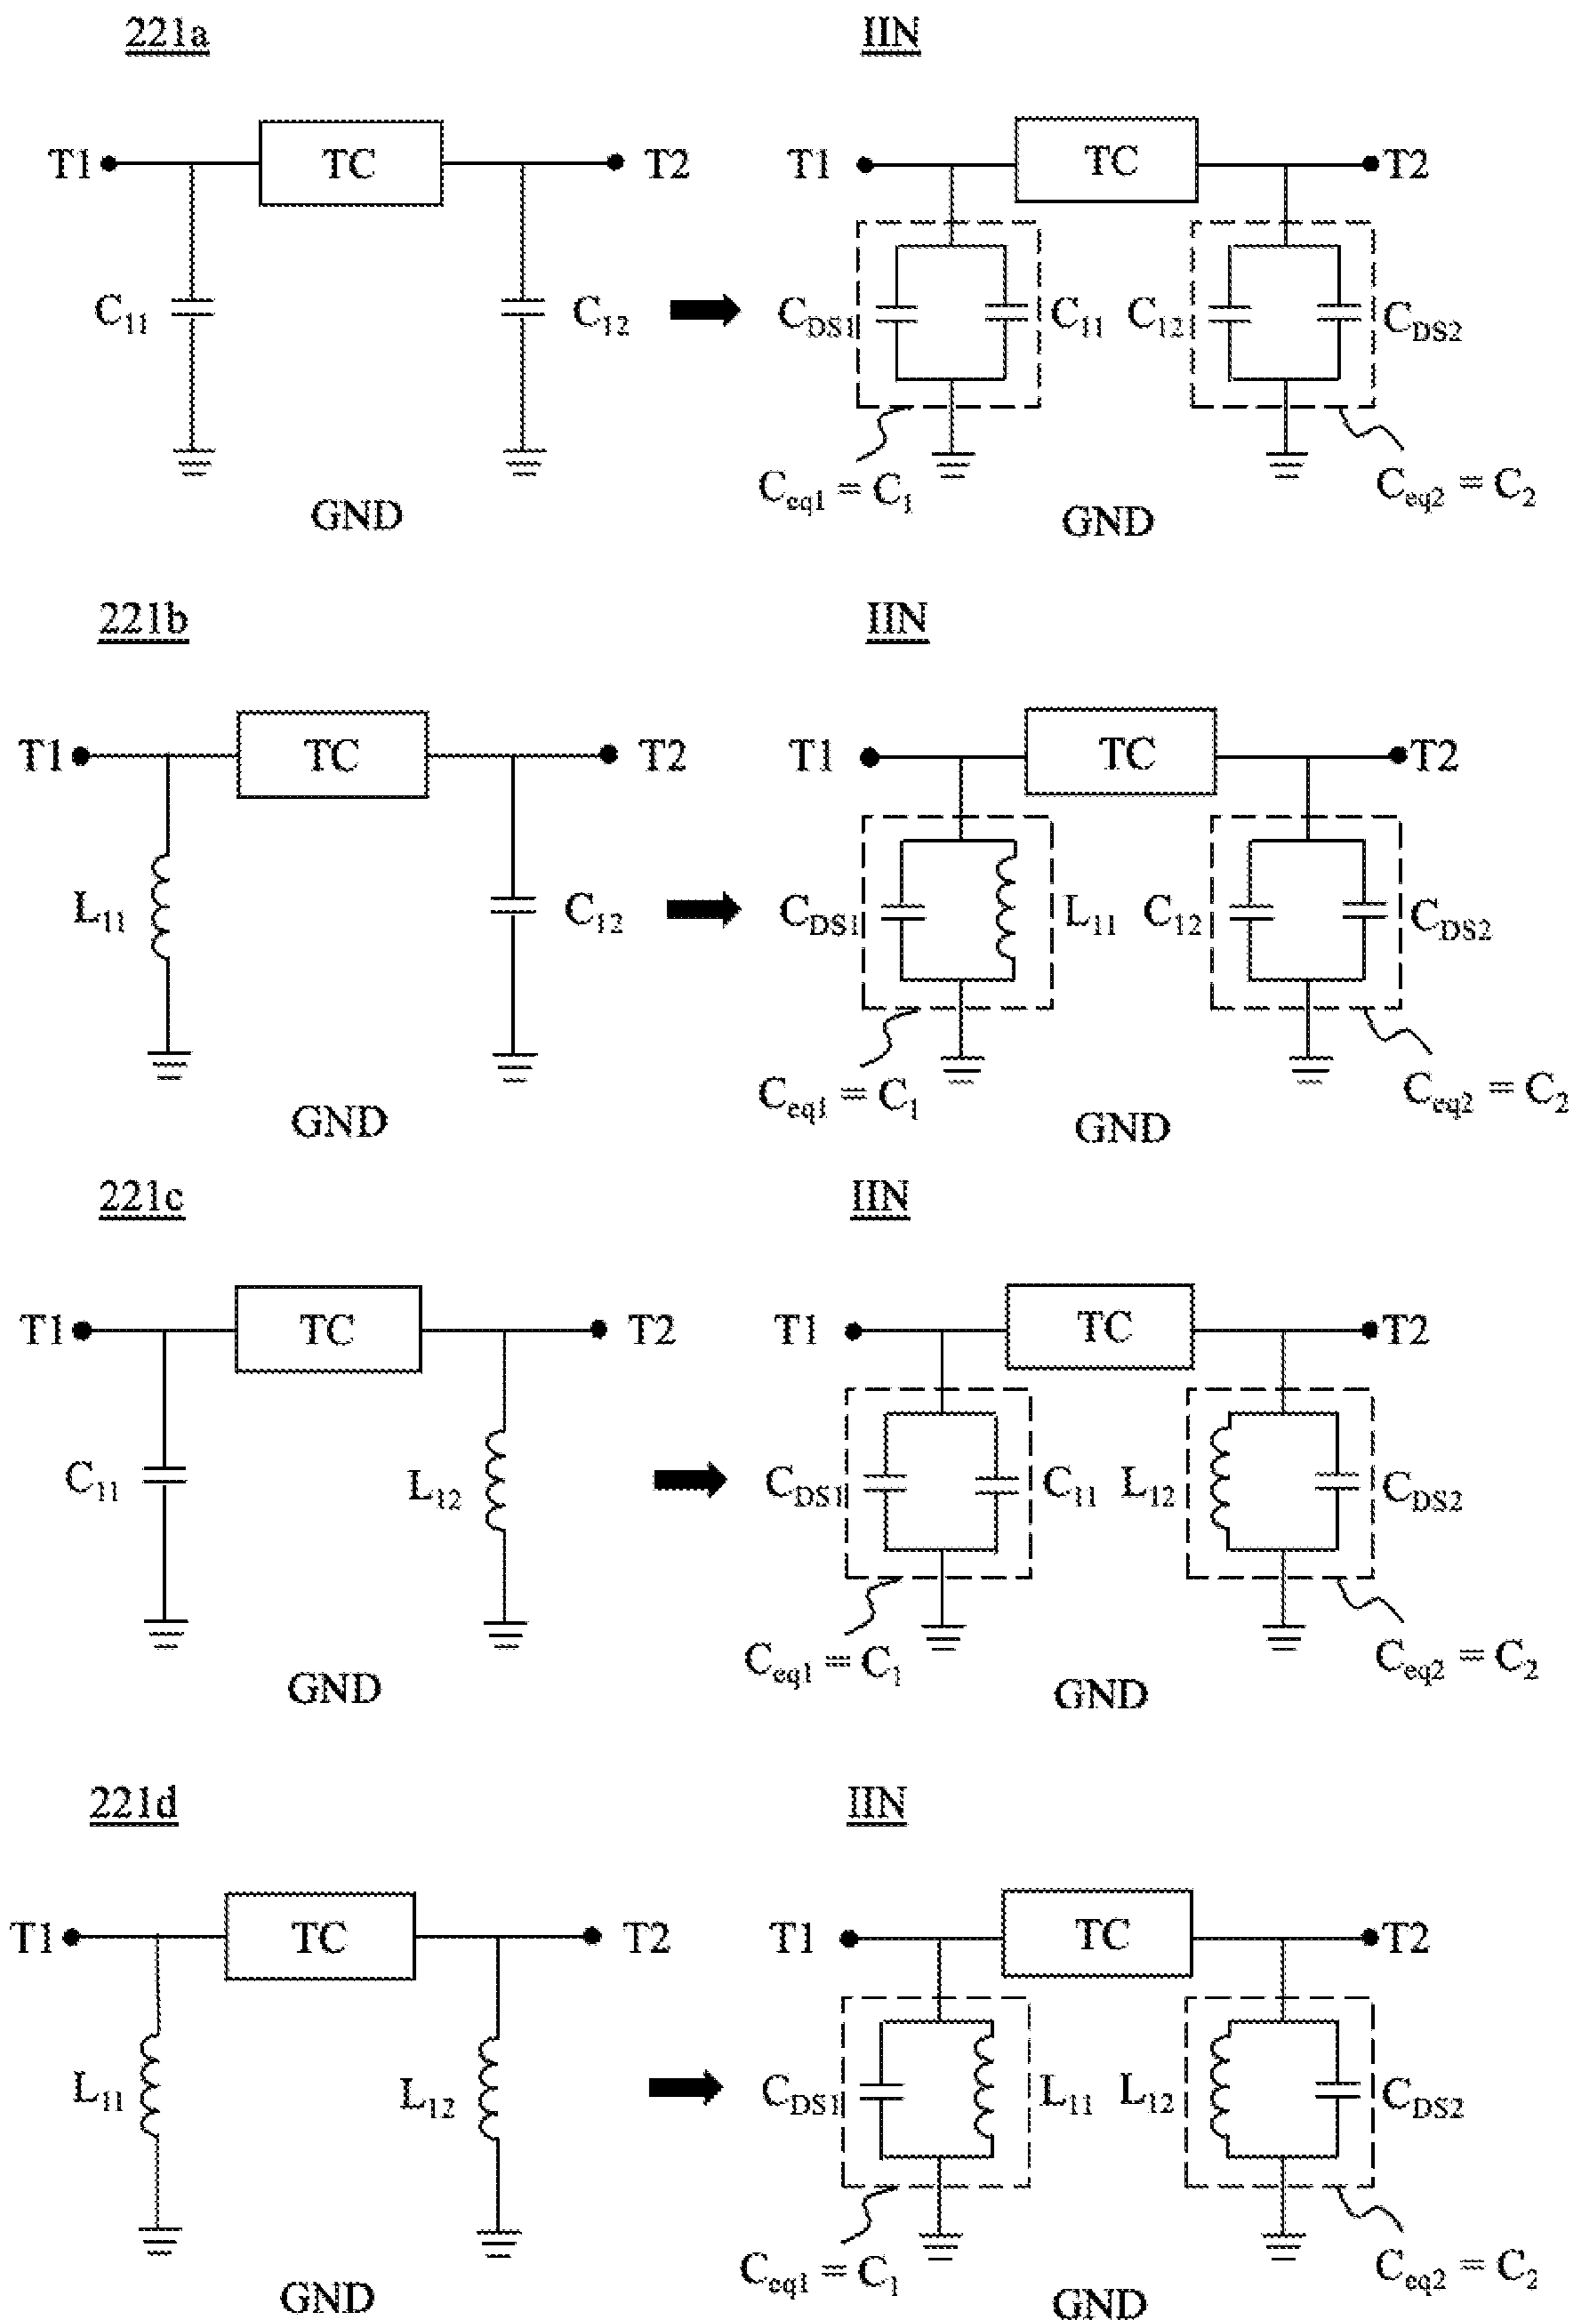 221a IIN
T1 TC T2 T1 TC T2
C11 C12 CDS1 C11 C12 CDS2
Ceq1 = C1 Ceq2 = C2
GND GND
221b IIN
T1 TC T2 T1 TC T2
L11 C12 CDS1 L11 C12 CDS2
Ceq1 = C1 Ceq2 = C2
GND GND
221c IIN
T1 TC T2 T1 TC T2
C11 L12 CDS1 C11 L12 CDS2
Ceq1 = C1 Ceq2 = C2
GND GND
221d IIN
T1 TC T2 T1 TC T2
L11 L12 CDS1 L11 L12 CDS2
Ceq1 = C1 Ceq2 = C2
GND GND